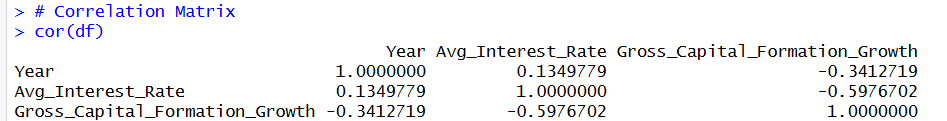 > # Correlation Matrix
> cor(df)
Year Avg_Interest_Rate Gross_Capital_Formation_Growth
Year 1.0000000 0.1349779 -0.3412719
Avg_Interest_Rate 0.1349779 1.0000000 -0.5976702
Gross_Capital_Formation_Growth -0.3412719 -0.5976702 1.0000000